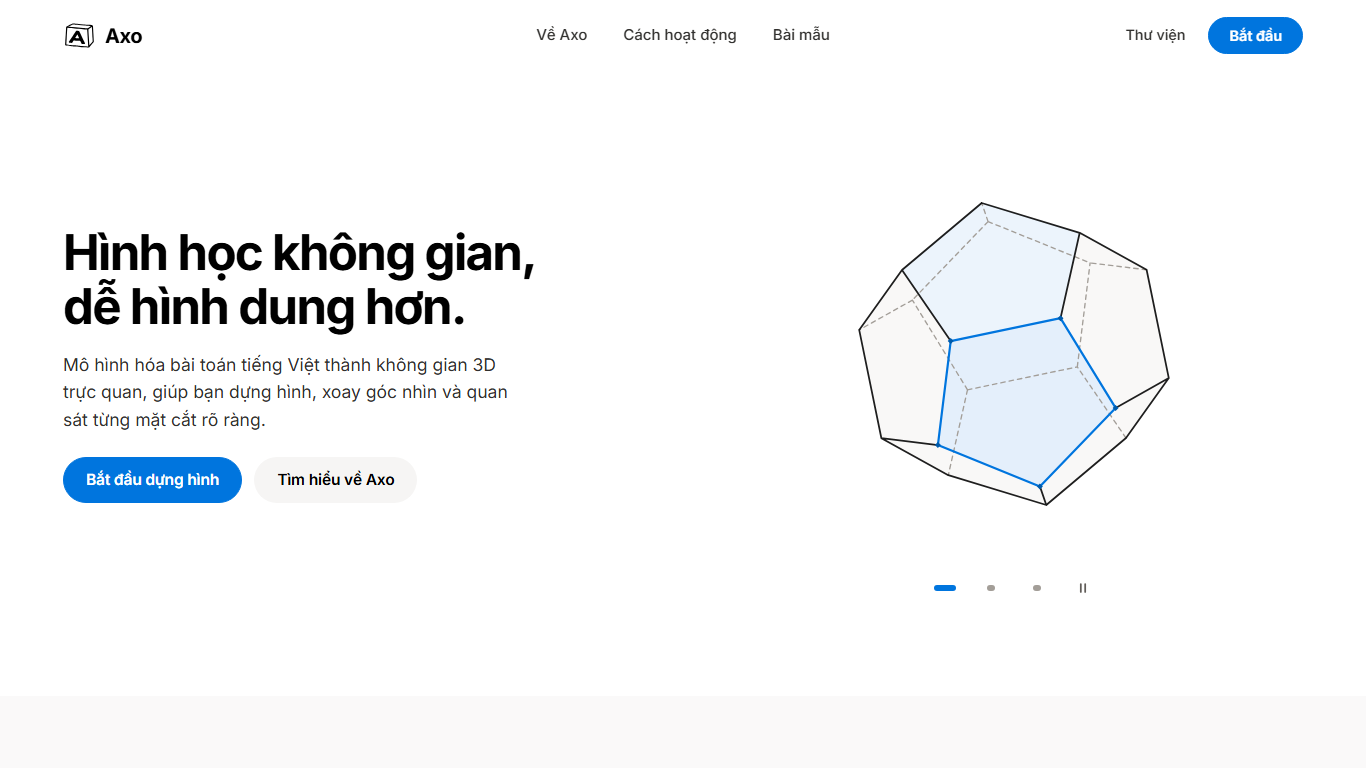 A Axo
Về Axo
Cách hoạt động
Bài mẫu
Thư viện
Bắt đầu
Hình học không gian,
dễ hình dung hơn.
Mô hình hóa bài toán tiếng Việt thành không gian 3D
trực quan, giúp bạn dựng hình, xoay góc nhìn và quan
sát từng mặt cắt rõ ràng.
Bắt đầu dựng hình
Tìm hiểu về Axo